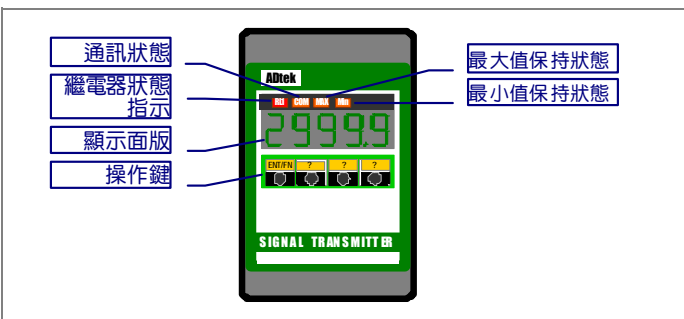 通訊狀態
繼電器狀態
指示
顯示面版
操作鍵
最大值保持狀態
最小值保持狀態
ADtek
COM MAX
2999.9
ENT/FN ? ? ?
SIGNAL TRANSMITTER